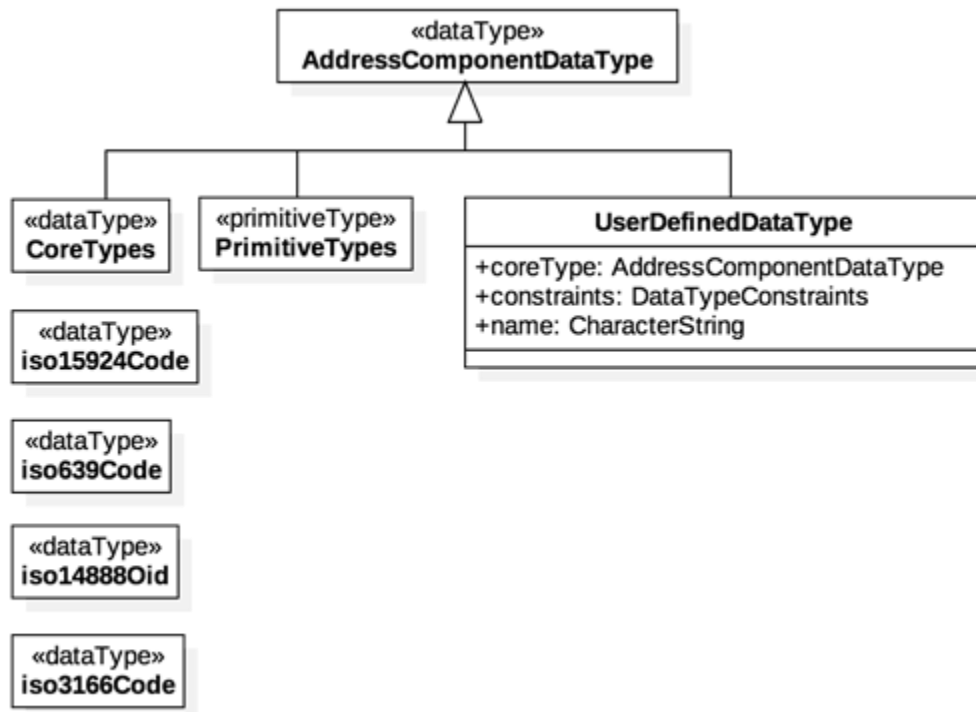 «dataType»
AddressComponentDataType
«dataType»
CoreTypes
«primitiveType»
PrimitiveTypes
UserDefinedDataType
+coreType: AddressComponentDataType
+constraints: DataTypeConstraints
+name: CharacterString
«dataType»
iso15924Code
«dataType»
iso639Code
«dataType»
iso14888Oid
«dataType»
iso3166Code